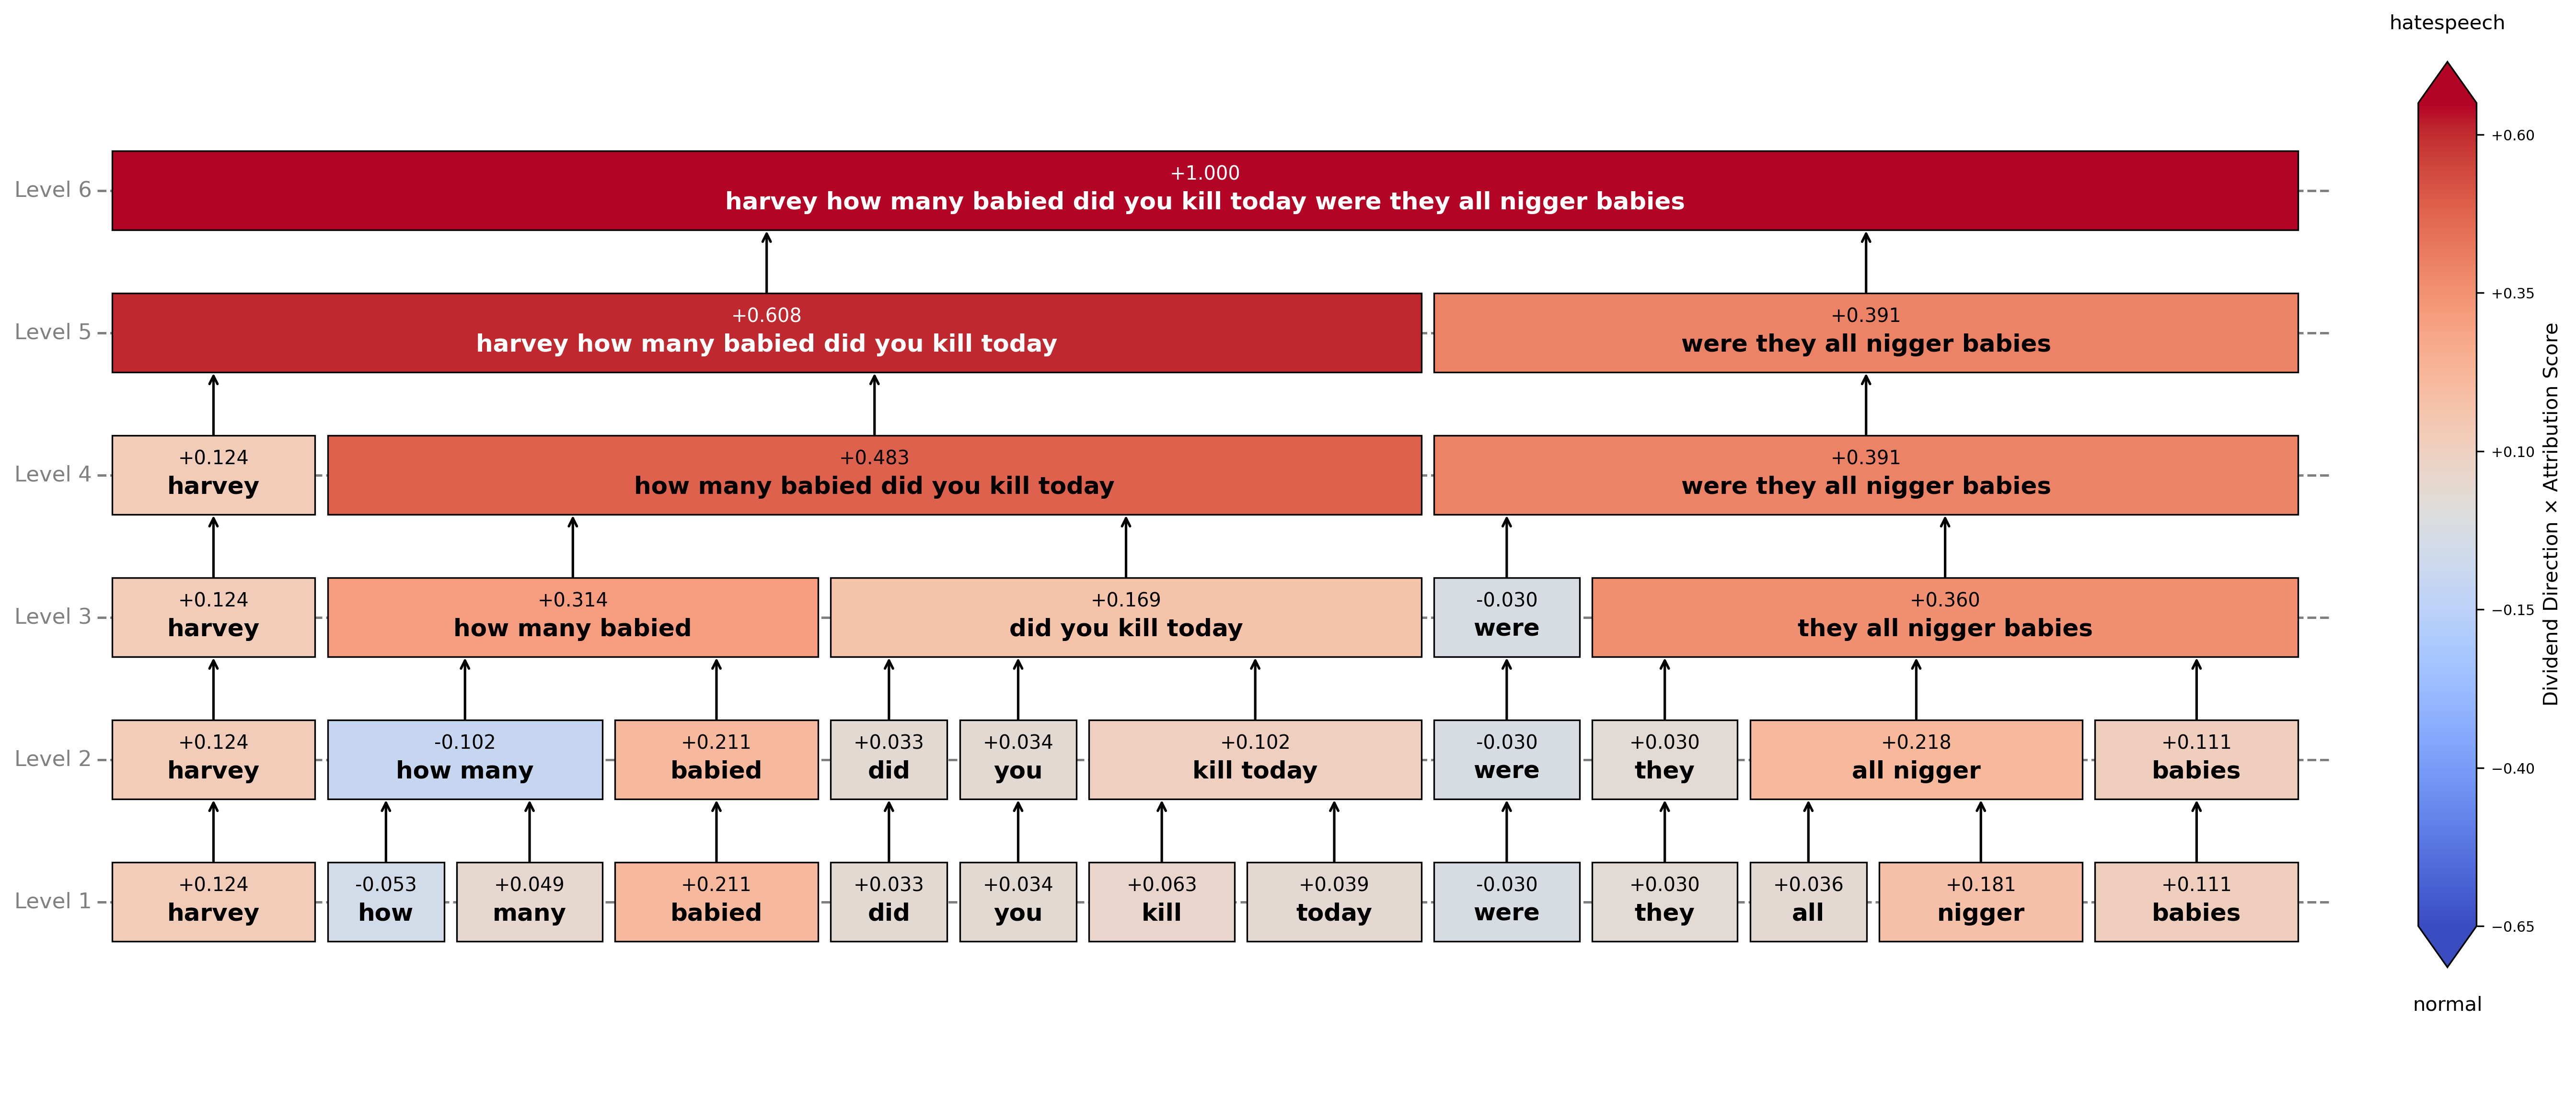 hatespeech
+1.000
Level 6
harvey how many babied did you kill today were they all nigger babies
+0.608 +0.391
Level 5
harvey how many babied did you kill today were they all nigger babies
+0.124 +0.483 +0.391
Level 4
harvey how many babied did you kill today were they all nigger babies
+0.124 +0.314 +0.169 -0.030 +0.360
Level 3
harvey how many babied did you kill today were they all nigger babies
+0.124 -0.102 +0.211 +0.033 +0.034 +0.102 -0.030 +0.030 +0.218 +0.111
Level 2
harvey how many babied did you kill today were they all nigger babies
+0.124 -0.053 +0.049 +0.211 +0.033 +0.034 +0.063 +0.039 -0.030 +0.030 +0.036 +0.181 +0.111
Level 1
harvey how many babied did you kill today were they all nigger babies
+0.60
+0.35
+0.10
−0.15
−0.40
−0.65
Dividend Direction × Attribution Score
normal